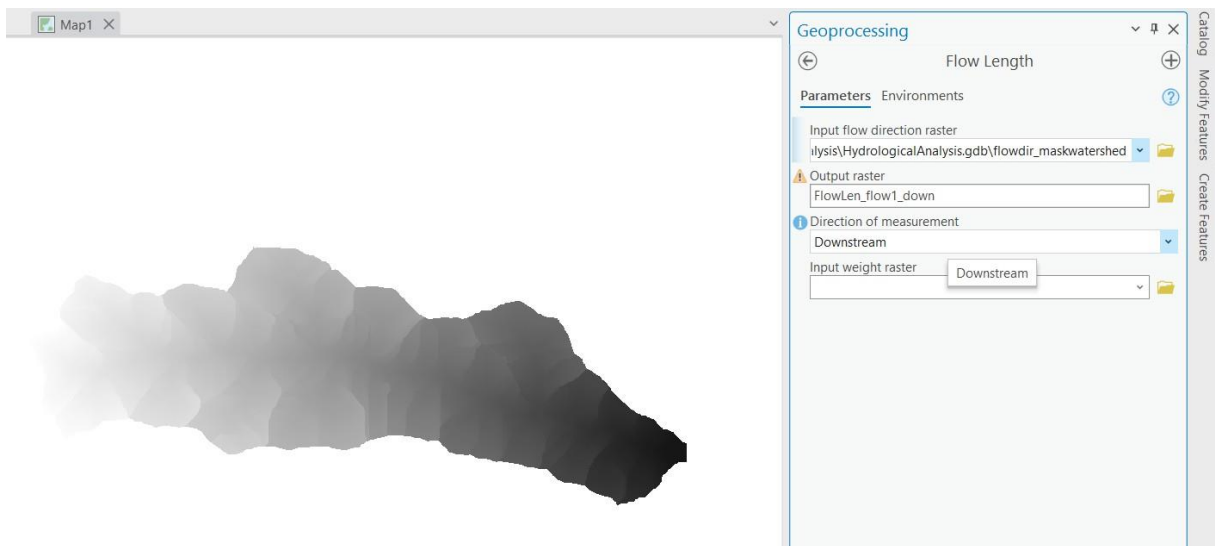 Map1
Geoprocessing
Flow Length
Parameters Environments
Input flow direction raster
ılysis\HydrologicalAnalysis.gdb\flowdir_maskwatershed
Output raster
FlowLen_flow1_down
Direction of measurement
Downstream
Input weight raster
Downstream
Catalog
Modify Features
Create Features